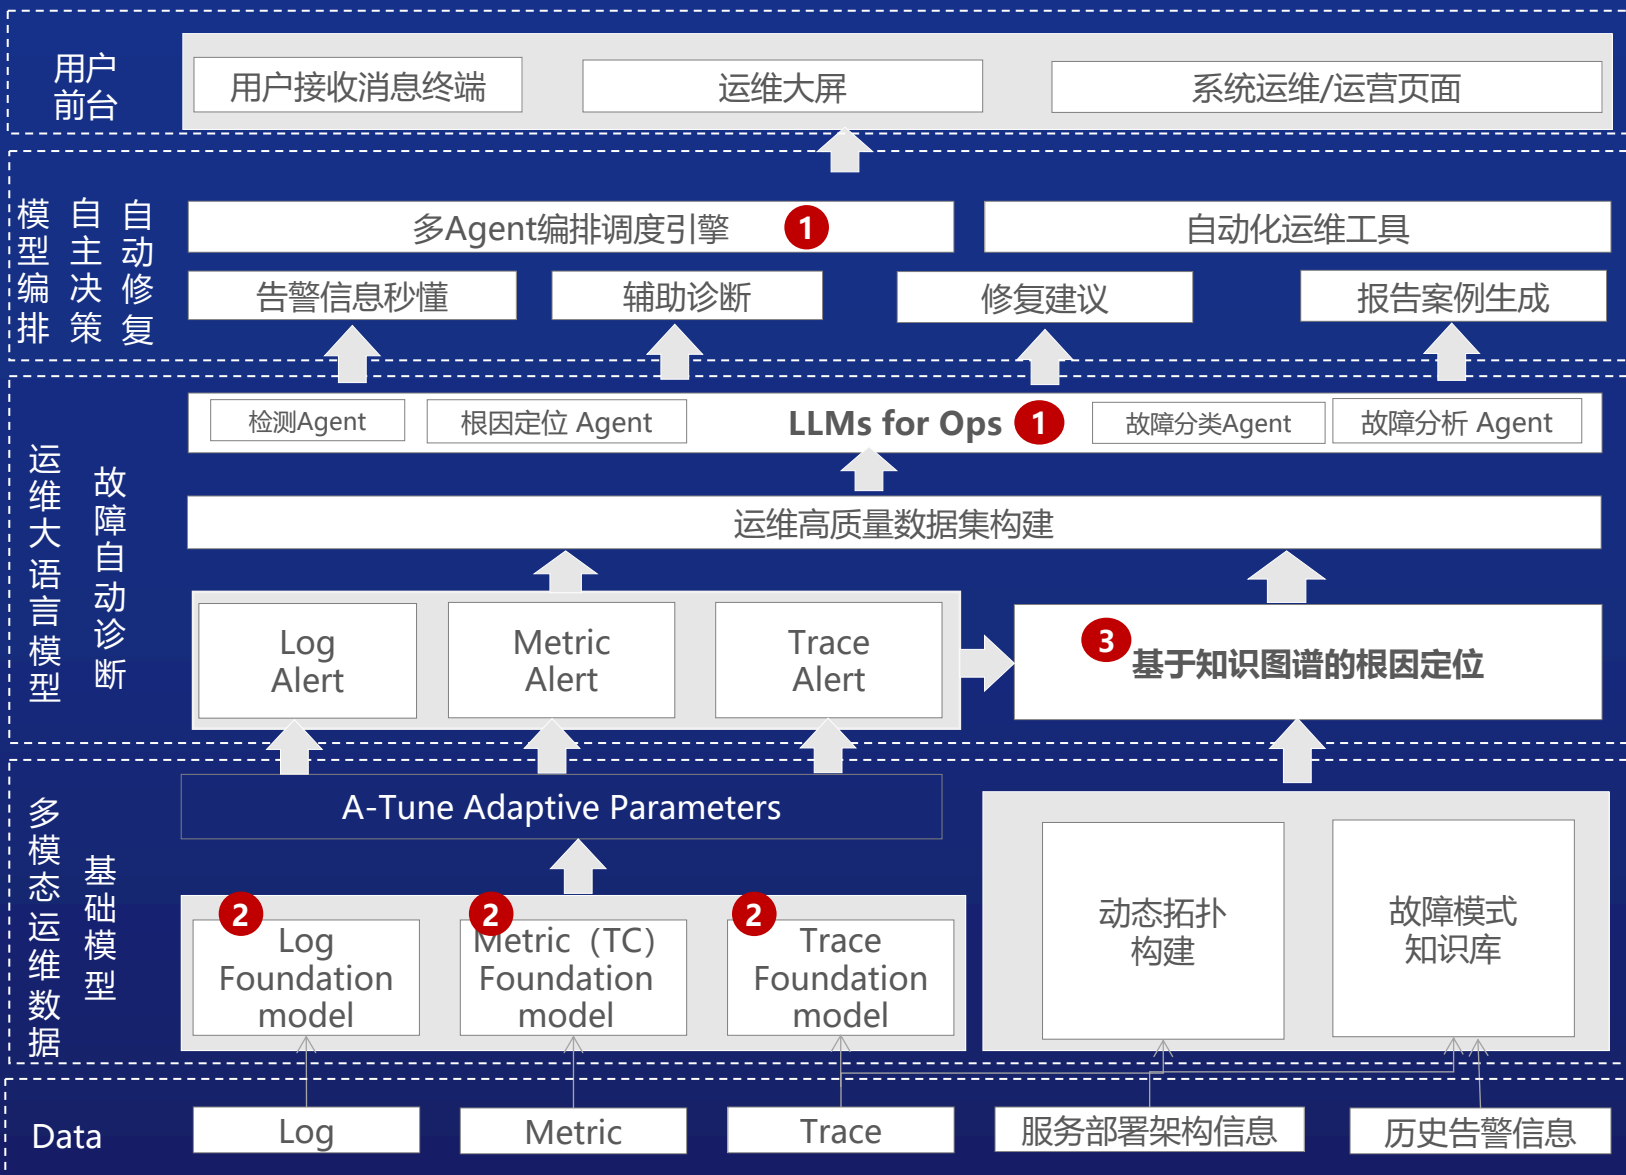 用户
前台
用户接收消息终端
运维大屏
系统运维/运营页面
模型编排
自主决策
自动修复
多Agent编排调度引擎
1
自动化运维工具
告警信息秒懂
辅助诊断
修复建议
报告案例生成
运维大语言模型
故障自动诊断
检测Agent
根因定位 Agent
LLMs for Ops
1
故障分类Agent
故障分析 Agent
运维高质量数据集构建
Log
Alert
Metric
Alert
Trace
Alert
3
基于知识图谱的根因定位
多模态运维数据
基础模型
A-Tune Adaptive Parameters
2
Log
Foundation
model
2
Metric（TC）
Foundation
model
2
Trace
Foundation
model
动态拓扑
构建
故障模式
知识库
Data
Log
Metric
Trace
服务部署架构信息
历史告警信息